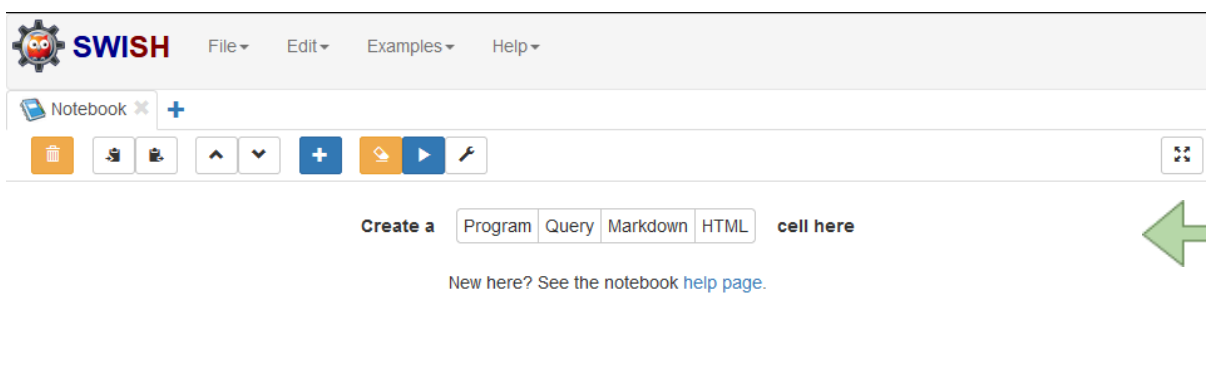 SWISH File Edit Examples Help
Notebook
Create a Program Query Markdown HTML cell here
New here? See the notebook help page.